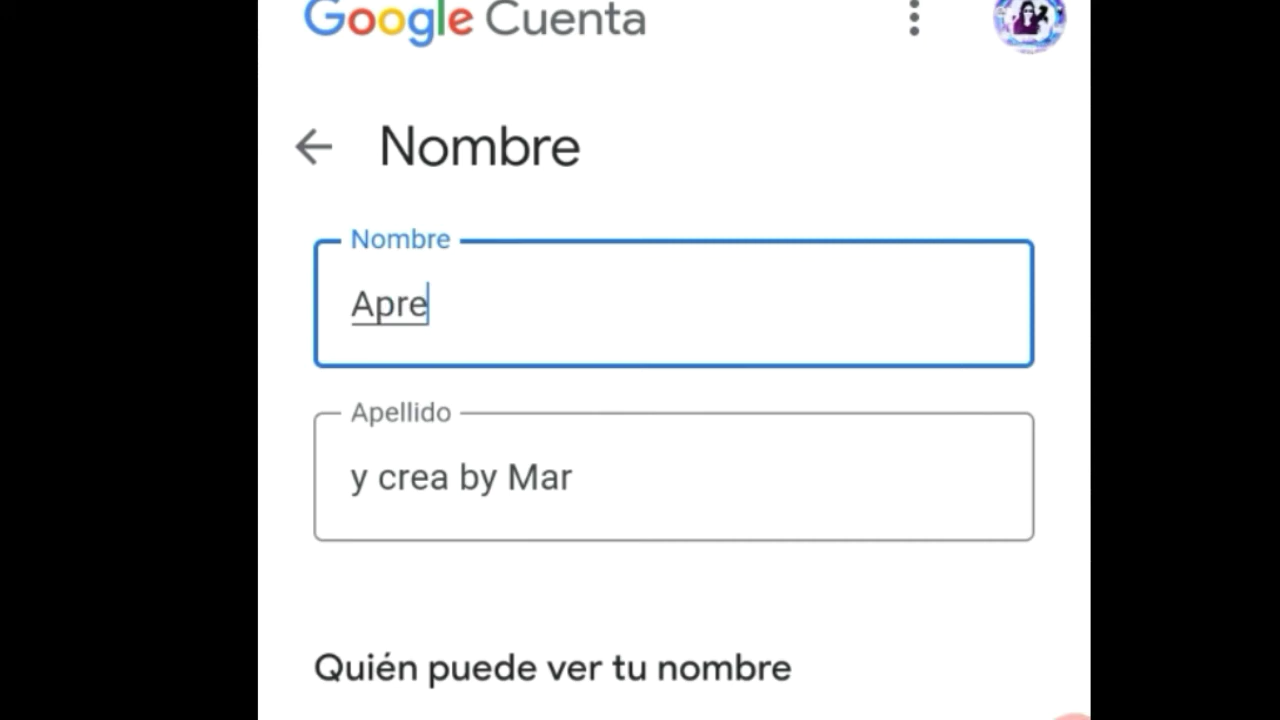 Google Cuenta
Nombre
Nombre
Apre
Apellido
y crea by Mar
Quién puede ver tu nombre